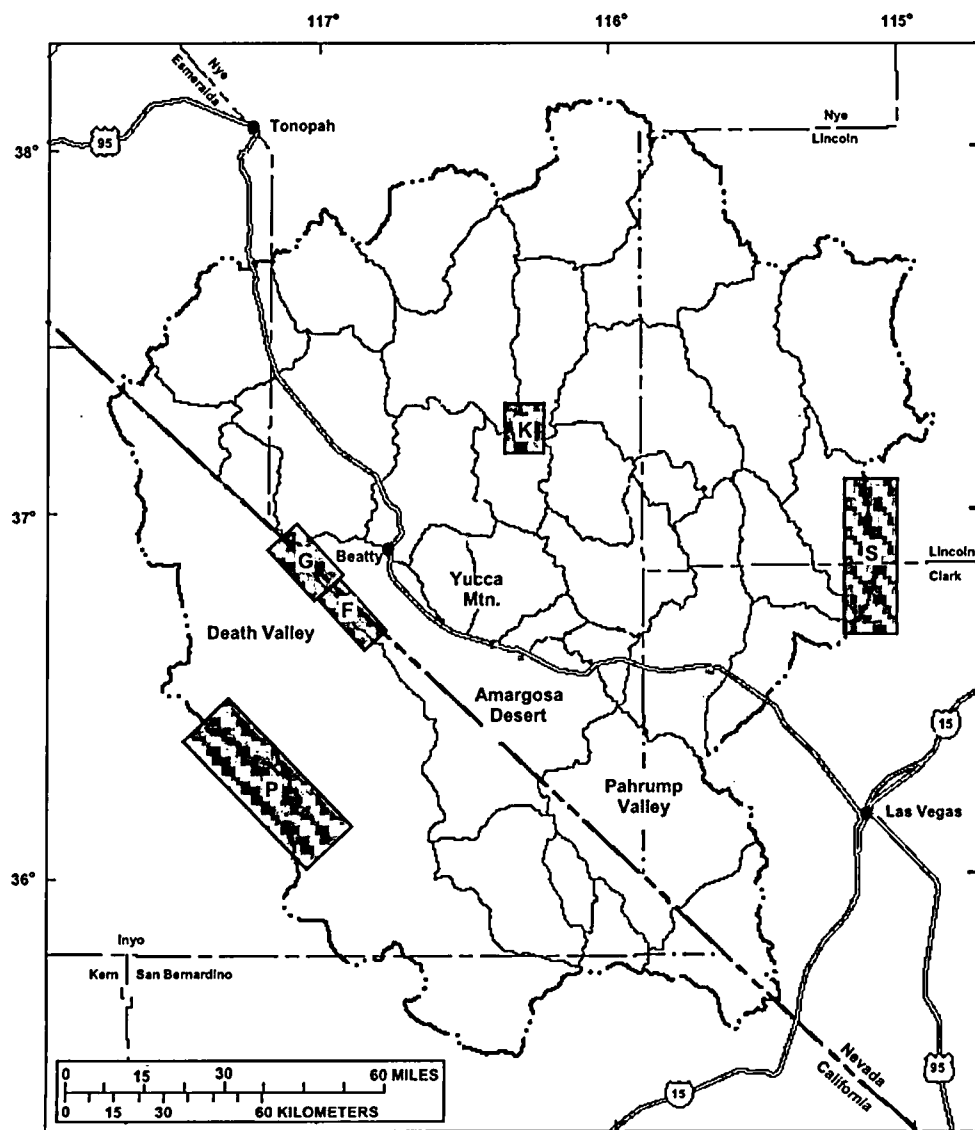 117°
116°
115°
Nye
Esmeralda
Tonopah
95
38°
Nye
Lincoln
K
37°
G
Beatty
F
Yucca
Mtn.
S
Lincoln
Clark
Death Valley
Amargosa
Desert
15
P
Pahrump
Valley
Las Vegas
36°
Inyo
Kern
San Bernardino
Nevada
California
95
15
0 15 30 60 MILES
0 15 30 60 KILOMETERS